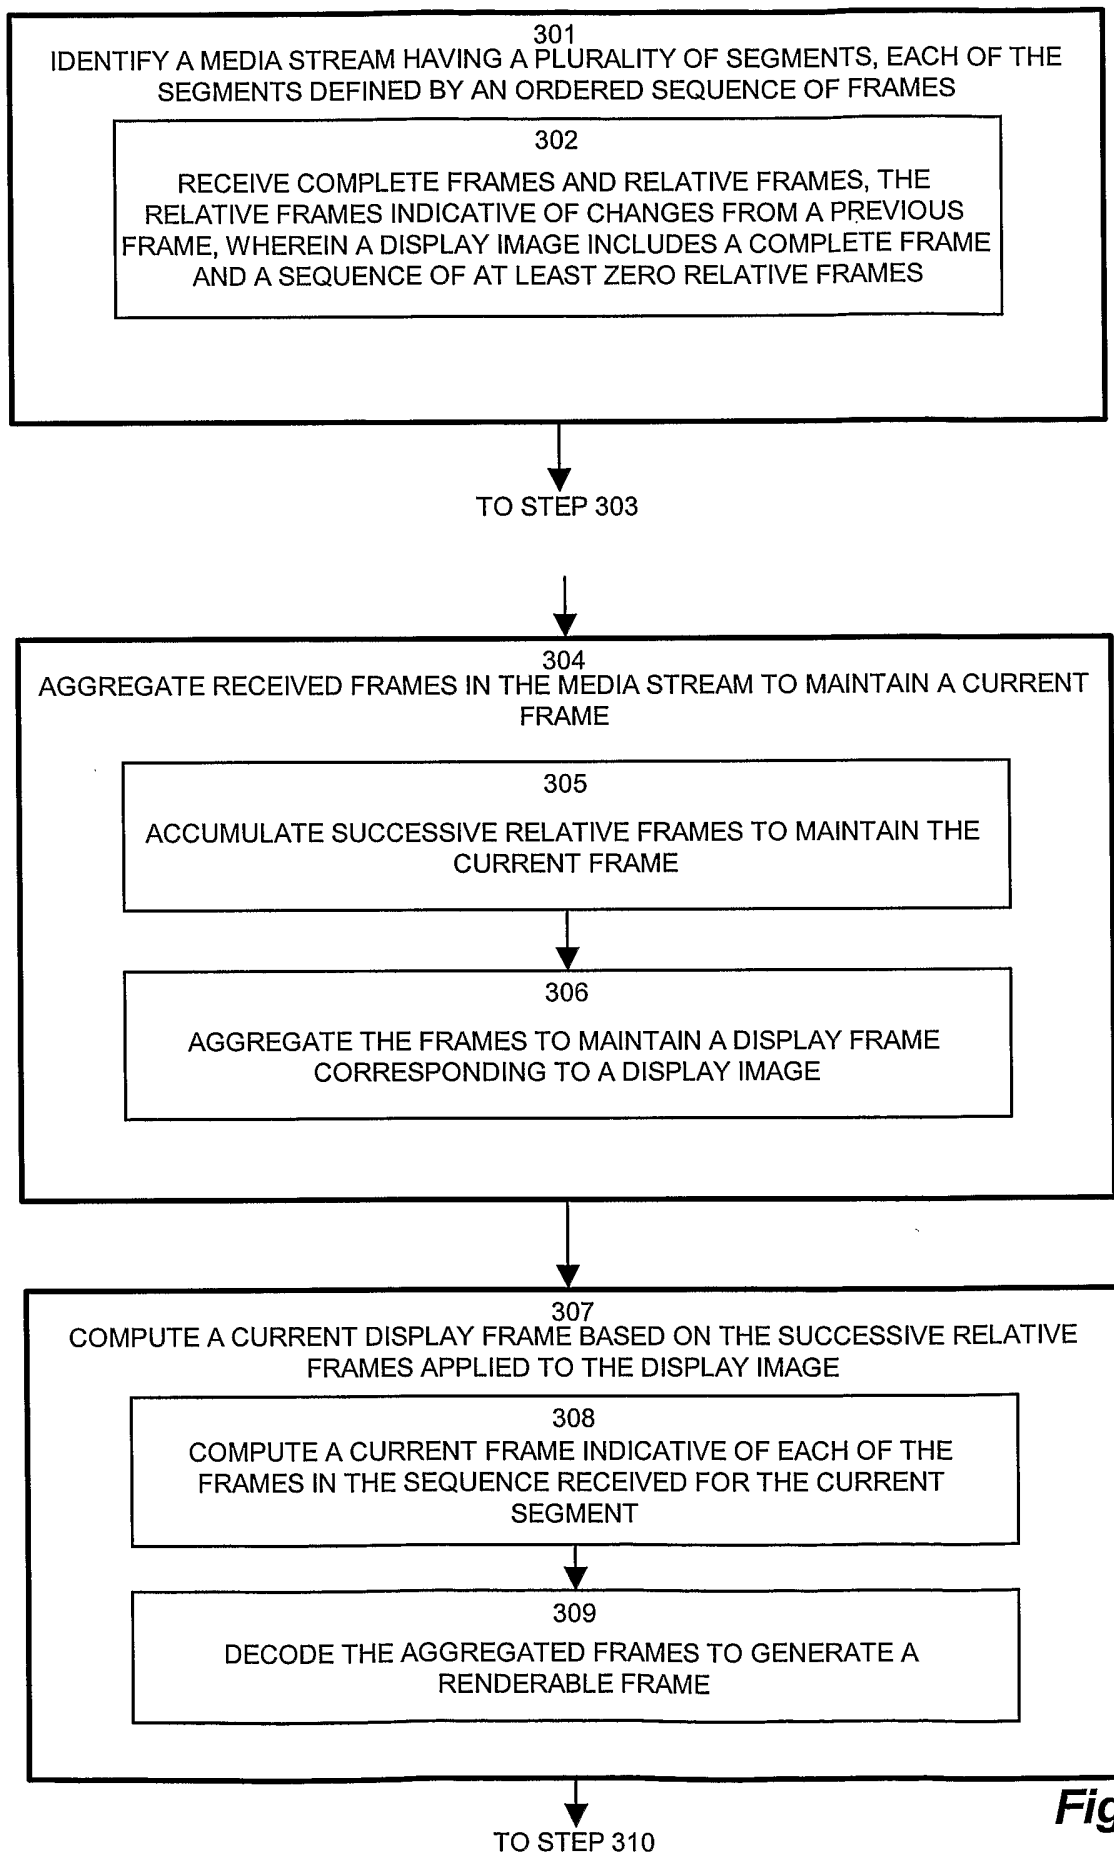 301
IDENTIFY A MEDIA STREAM HAVING A PLURALITY OF SEGMENTS, EACH OF THE
SEGMENTS DEFINED BY AN ORDERED SEQUENCE OF FRAMES
302
RECEIVE COMPLETE FRAMES AND RELATIVE FRAMES, THE
RELATIVE FRAMES INDICATIVE OF CHANGES FROM A PREVIOUS
FRAME, WHEREIN A DISPLAY IMAGE INCLUDES A COMPLETE FRAME
AND A SEQUENCE OF AT LEAST ZERO RELATIVE FRAMES
TO STEP 303
304
AGGREGATE RECEIVED FRAMES IN THE MEDIA STREAM TO MAINTAIN A CURRENT
FRAME
305
ACCUMULATE SUCCESSIVE RELATIVE FRAMES TO MAINTAIN THE
CURRENT FRAME
306
AGGREGATE THE FRAMES TO MAINTAIN A DISPLAY FRAME
CORRESPONDING TO A DISPLAY IMAGE
307
COMPUTE A CURRENT DISPLAY FRAME BASED ON THE SUCCESSIVE RELATIVE
FRAMES APPLIED TO THE DISPLAY IMAGE
308
COMPUTE A CURRENT FRAME INDICATIVE OF EACH OF THE
FRAMES IN THE SEQUENCE RECEIVED FOR THE CURRENT
SEGMENT
309
DECODE THE AGGREGATED FRAMES TO GENERATE A
RENDERABLE FRAME
Fig
TO STEP 310